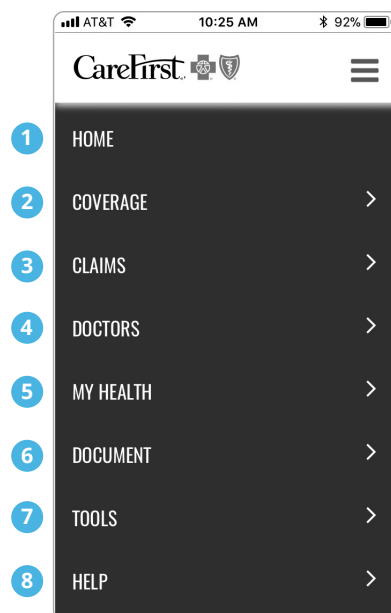 AT&T 10:25 AM 92%
CareFirst
1 HOME
2 COVERAGE
3 CLAIMS
4 DOCTORS
5 MY HEALTH
6 DOCUMENT
7 TOOLS
8 HELP